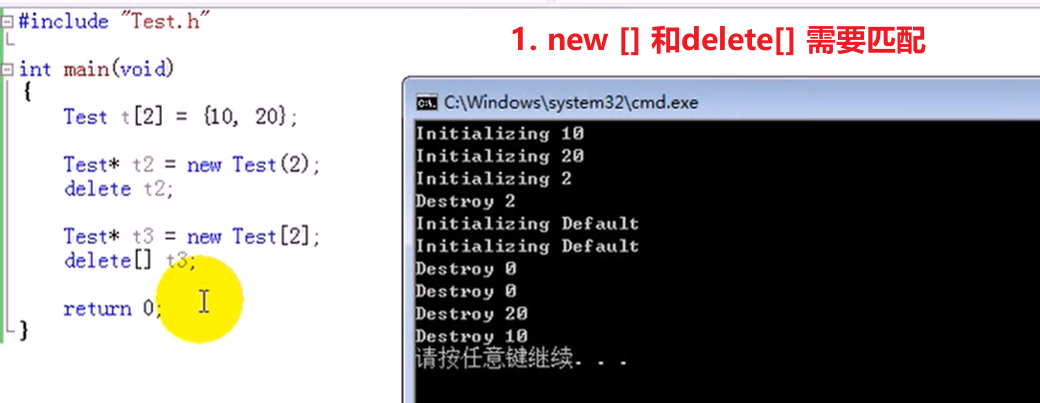 #include "Test.h"
int main(void)
{
Test t[2] = {10, 20};
Test* t2 = new Test(2);
delete t2;
Test* t3 = new Test[2];
delete[] t3;
return 0;
}
1. new [] 和delete[] 需要匹配
C:\Windows\system32\cmd.exe
Initializing 10
Initializing 20
Initializing 2
Destroy 2
Initializing Default
Initializing Default
Destroy 0
Destroy 0
Destroy 20
Destroy 10
请按任意键继续. . .